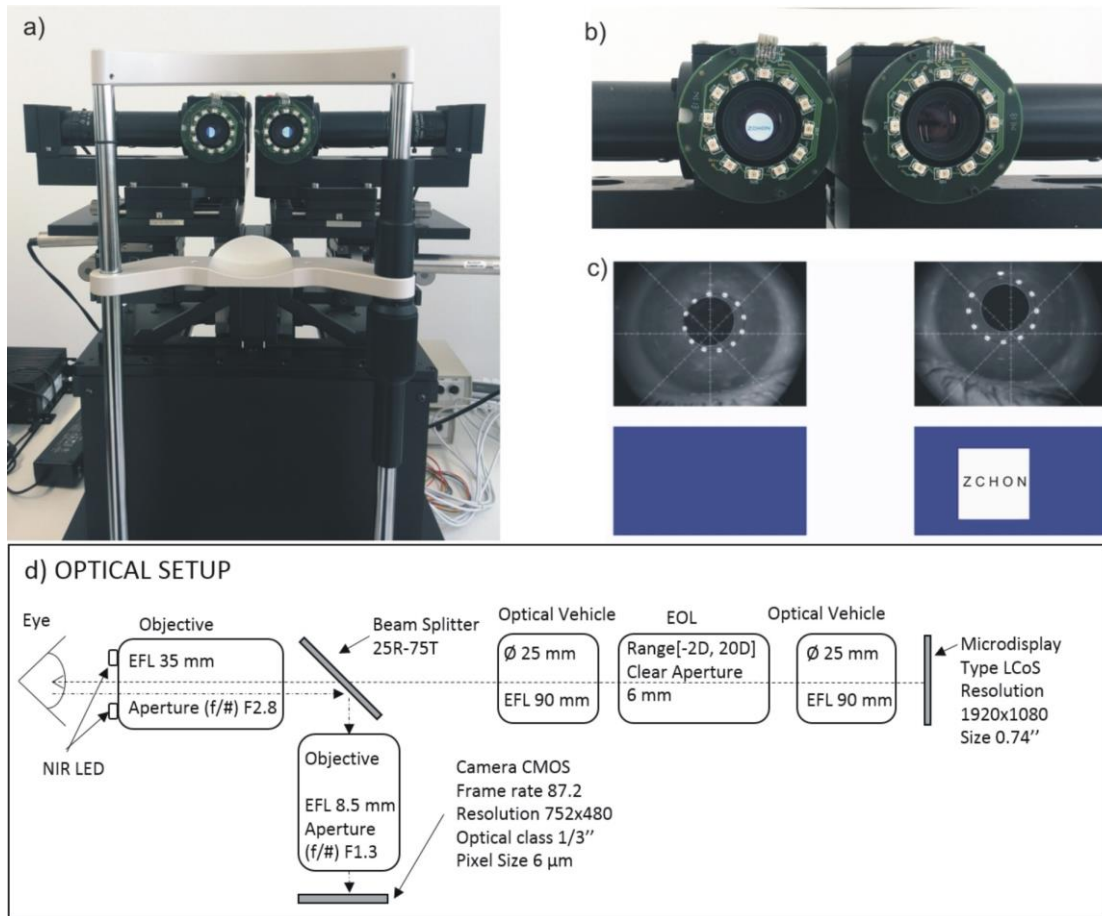 a)
b)
ZCHON
c)
Z C H O N
d) OPTICAL SETUP
Eye
Objective
EFL 35 mm
Aperture (f/#) F2.8
NIR LED
Beam Splitter
25R-75T
Optical Vehicle
Ø 25 mm
EFL 90 mm
EOL
Range[-2D, 20D]
Clear Aperture
6 mm
Optical Vehicle
Ø 25 mm
EFL 90 mm
Microdisplay
Type LCoS
Resolution
1920x1080
Size 0.74’’
Objective
EFL 8.5 mm
Aperture
(f/#) F1.3
Camera CMOS
Frame rate 87.2
Resolution 752x480
Optical class 1/3’’
Pixel Size 6 µm